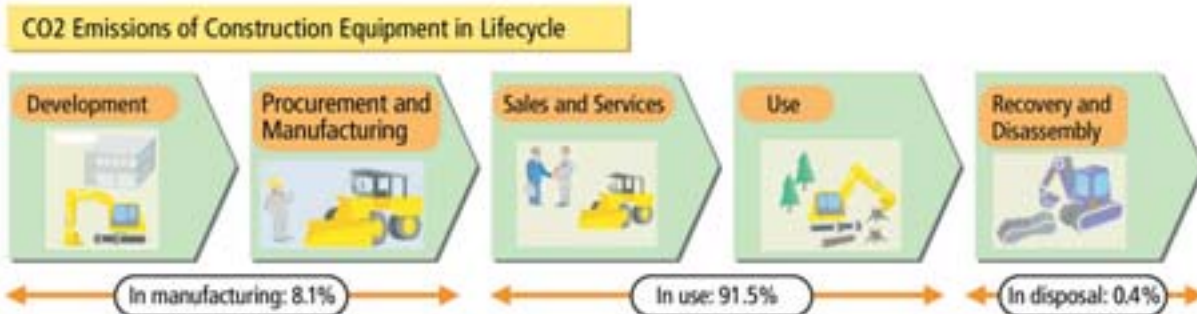 CO2 Emissions of Construction Equipment in Lifecycle
Development
Procurement and
Manufacturing
Sales and Services
Use
Recovery and
Disassembly
In manufacturing: 8.1%
In use: 91.5%
In disposal: 0.4%